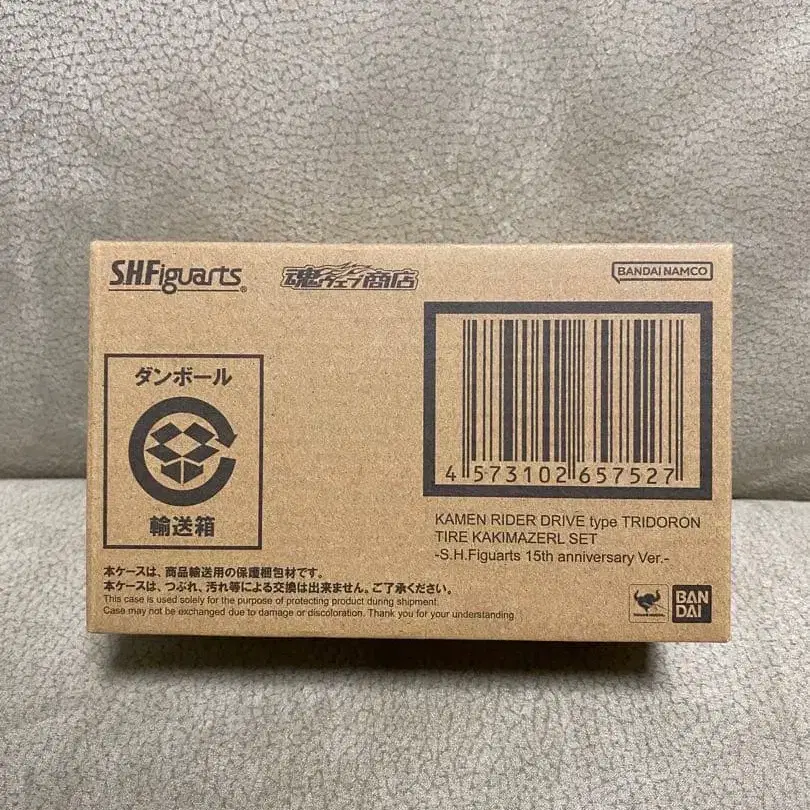 S.H.Figuarts®
魂ウェブ商店
BANDAI NAMCO
ダンボール
輸送箱
4 573102 657527
KAMEN RIDER DRIVE type TRIDORON
TIRE KAKIMAZERL SET
-S.H.Figuarts 15th anniversary Ver.-
本ケースは、商品輸送用の保護梱包材です。
本ケースは、つぶれ、汚れ等による交換は出来ません。ご了承ください。
This case is used solely for the purpose of protecting product during shipment.
Case may not be exchanged due to damage or discoloration. Thank you for your understanding
BAN
DAI